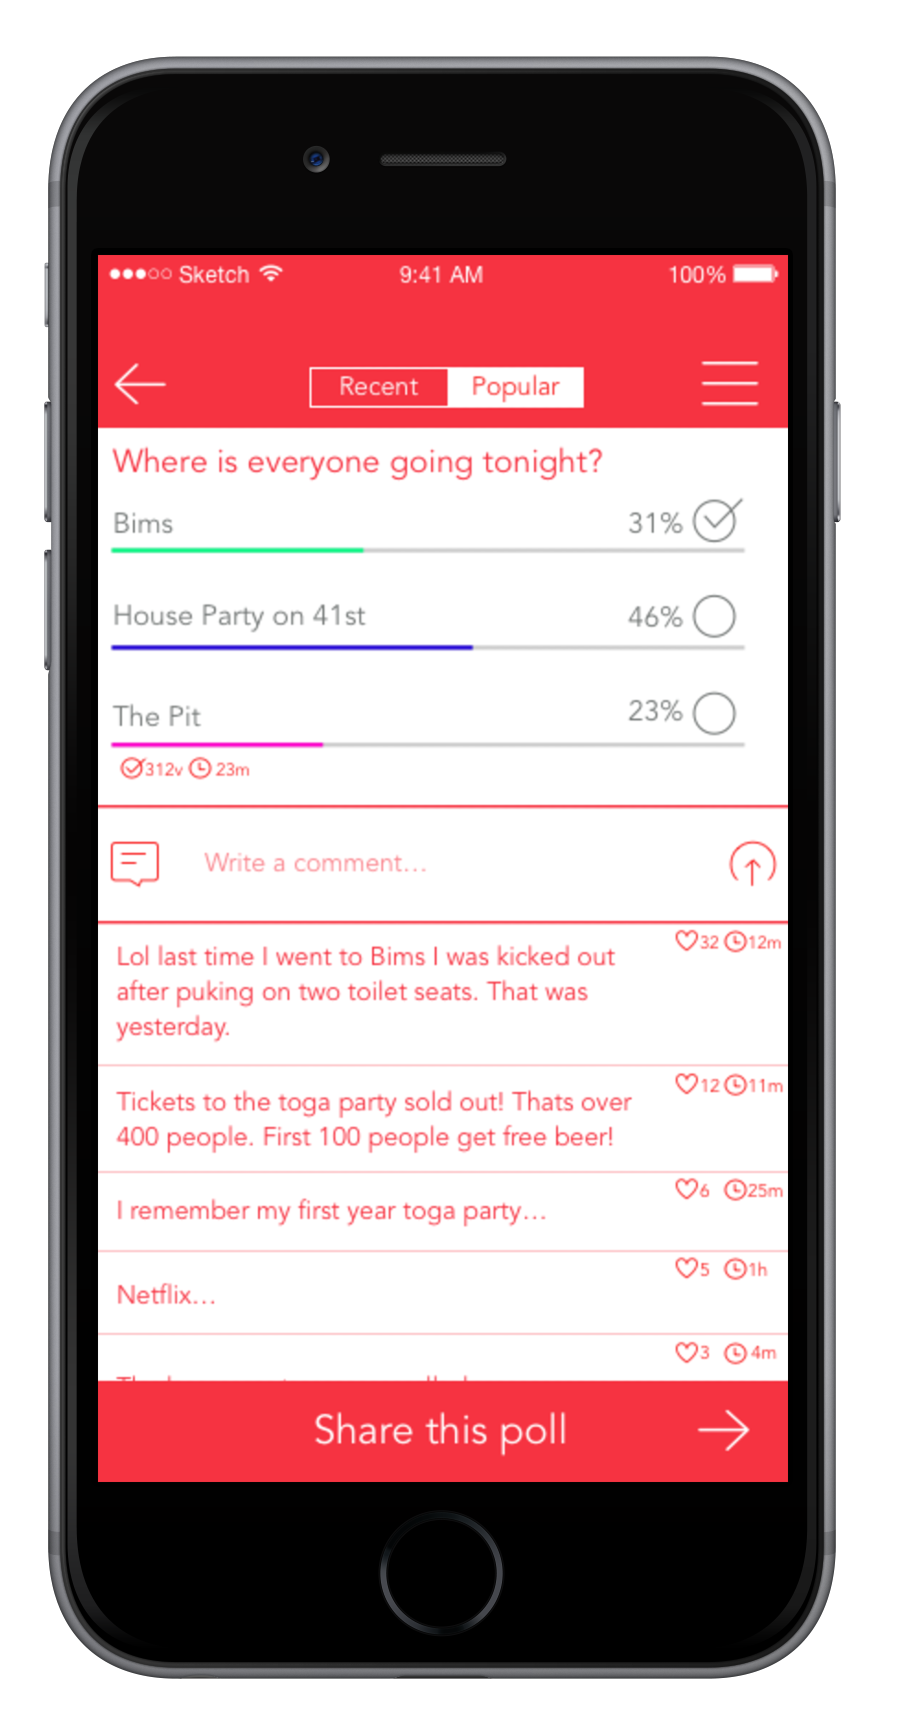 Sketch 9:41 AM 100%
Recent Popular
Where is everyone going tonight?
Bims 31%
House Party on 41st 46%
The Pit 23%
312v 23m
Write a comment...
Lol last time I went to Bims I was kicked out
after puking on two toilet seats. That was
yesterday.
32 12m
Tickets to the toga party sold out! Thats over
400 people. First 100 people get free beer!
12 11m
I remember my first year toga party...
6 25m
Netflix...
5 1h
3 4m
Share this poll